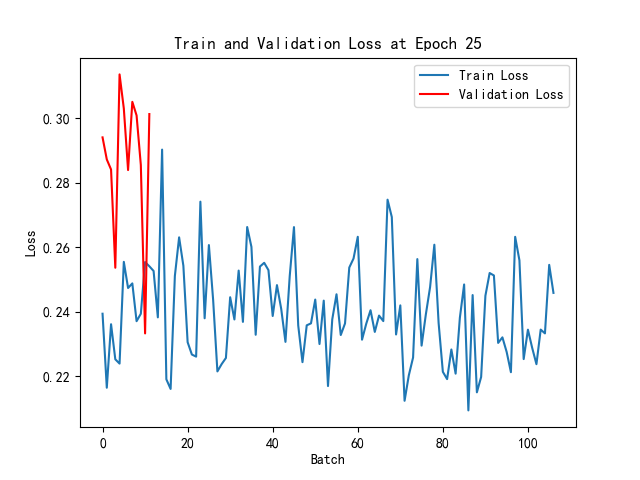 Train and Validation Loss at Epoch 25
Train Loss
Validation Loss
0.30
0.28
0.26
0.24
0.22
Loss
0
20
40
60
80
100
Batch